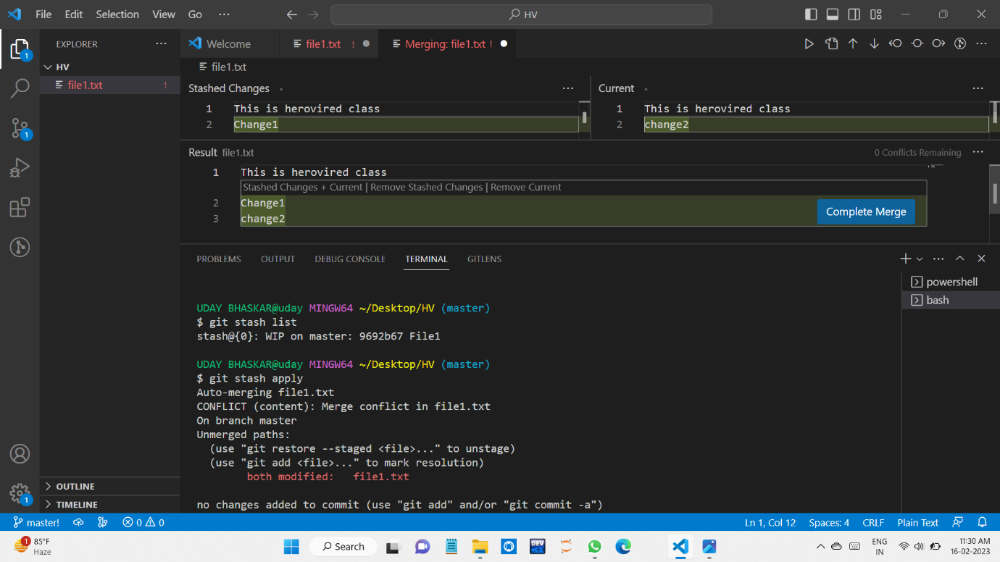 File Edit Selection View Go ··· HV
EXPLORER ···
HV
file1.txt !
OUTLINE
TIMELINE
Welcome file1.txt ! Merging: file1.txt !
file1.txt
Stashed Changes ···
1 This is herovired class
2 Change1
Current ···
1 This is herovired class
2 change2
Result file1.txt 0 Conflicts Remaining ···
1 This is herovired class
Stashed Changes + Current | Remove Stashed Changes | Remove Current
2 Change1
3 change2
Complete Merge
PROBLEMS OUTPUT DEBUG CONSOLE TERMINAL GITLENS
powershell
bash
UDAY BHASKAR@uday MINGW64 ~/Desktop/HV (master)
$ git stash list
stash@{0}: WIP on master: 9692b67 File1
UDAY BHASKAR@uday MINGW64 ~/Desktop/HV (master)
$ git stash apply
Auto-merging file1.txt
CONFLICT (content): Merge conflict in file1.txt
On branch master
Unmerged paths:
(use "git restore --staged <file>..." to unstage)
(use "git add <file>..." to mark resolution)
both modified: file1.txt
no changes added to commit (use "git add" and/or "git commit -a")
1
1
1
master! 0 0 Ln 1, Col 12 Spaces: 4 CRLF Plain Text
1 85°F
Haze
Search
DEV
ENG
IN
11:30 AM
16-02-2023